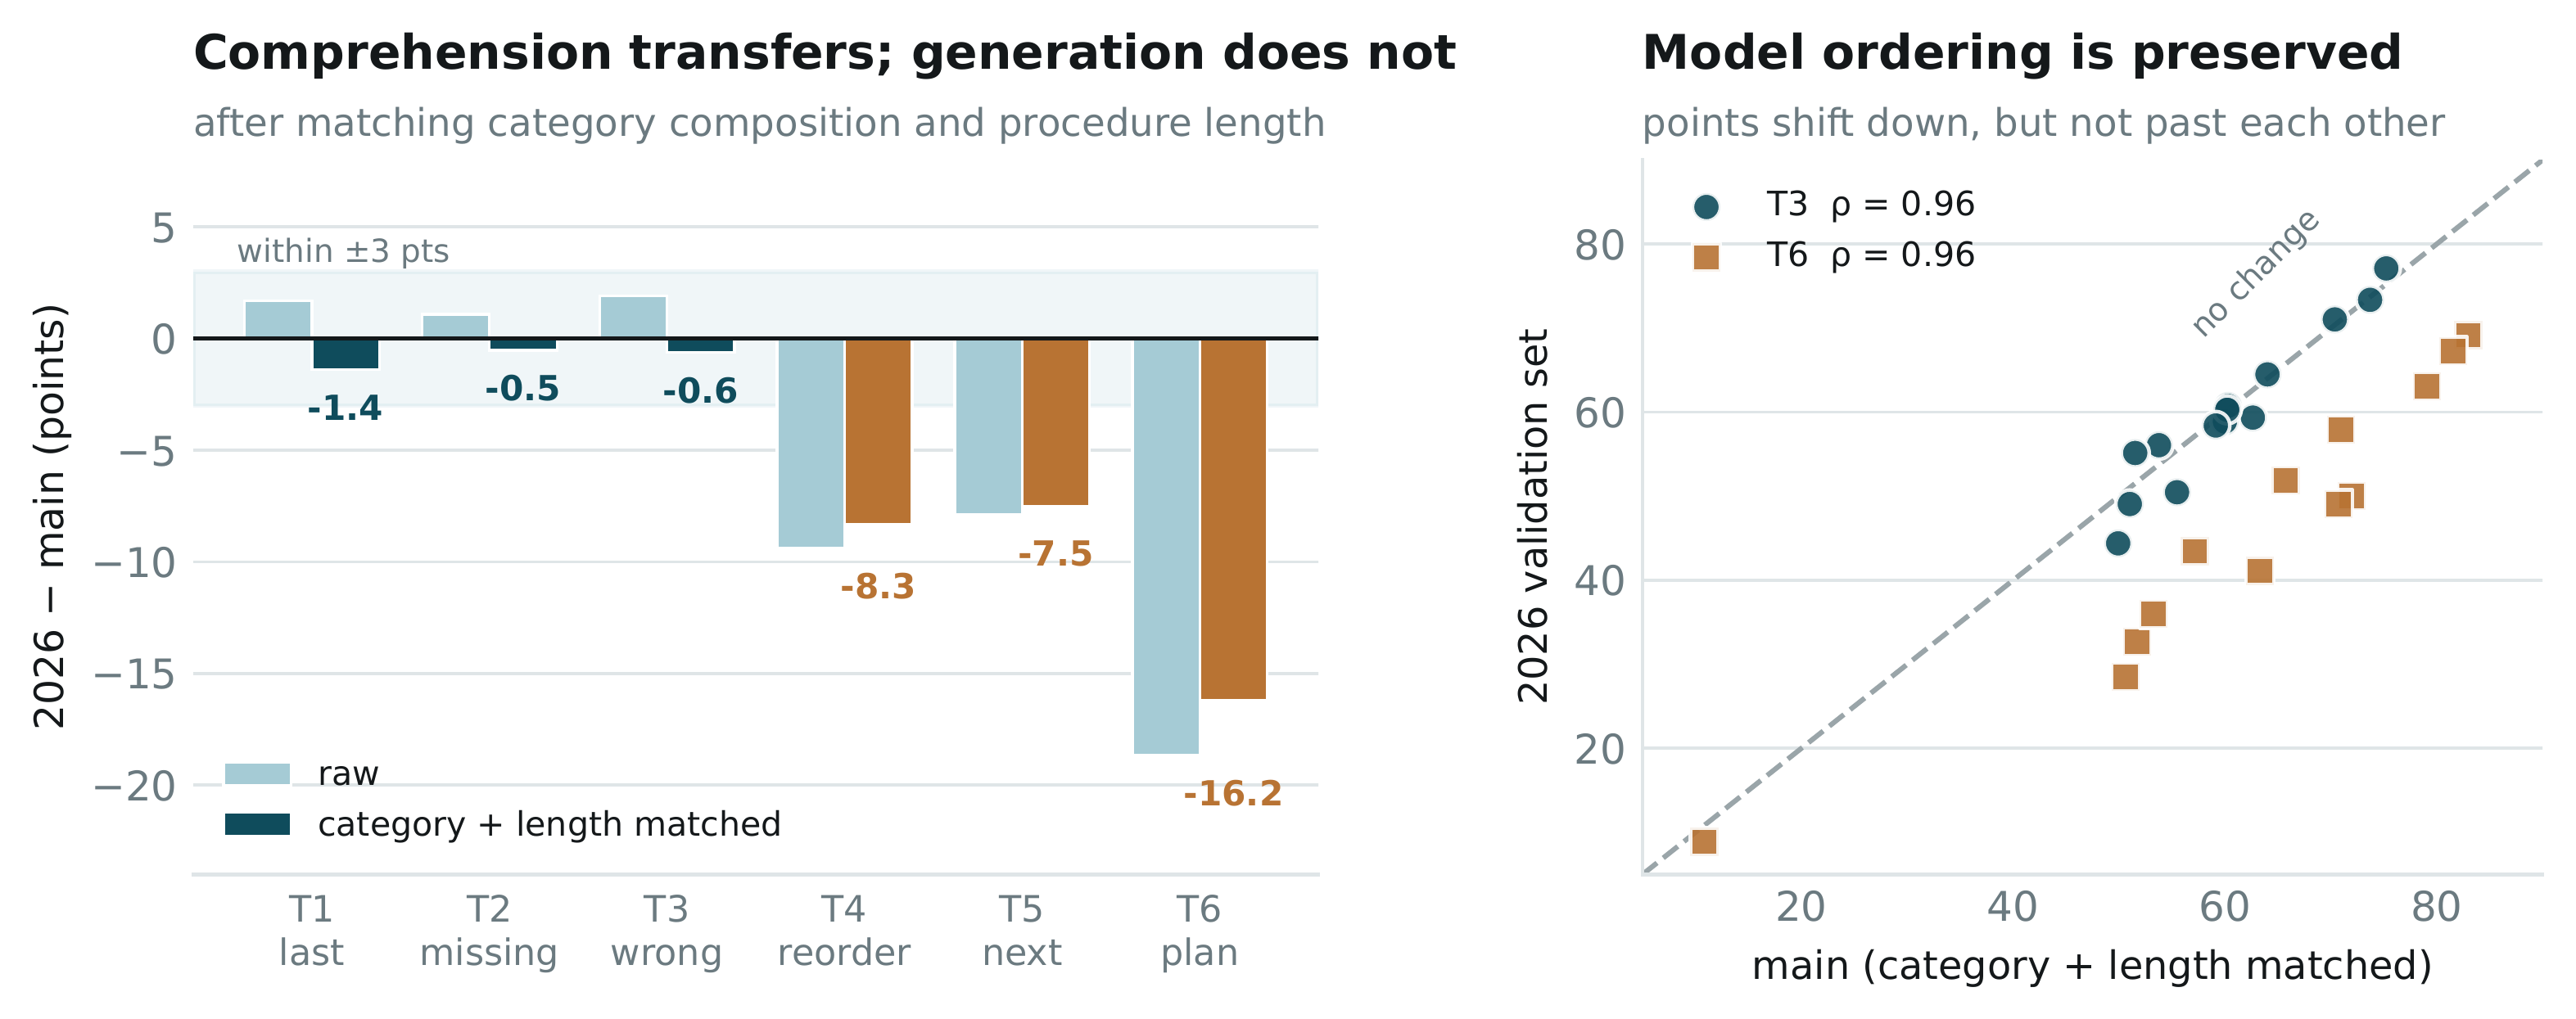 Comprehension transfers; generation does not
after matching category composition and procedure length
2026 − main (points)
5
0
−5
−10
−15
−20
within ±3 pts
-1.4
-0.5
-0.6
-8.3
-7.5
-16.2
raw
category + length matched
T1
last
T2
missing
T3
wrong
T4
reorder
T5
next
T6
plan
Model ordering is preserved
points shift down, but not past each other
2026 validation set
80
60
40
20
T3 ρ = 0.96
T6 ρ = 0.96
no change
20
40
60
80
main (category + length matched)